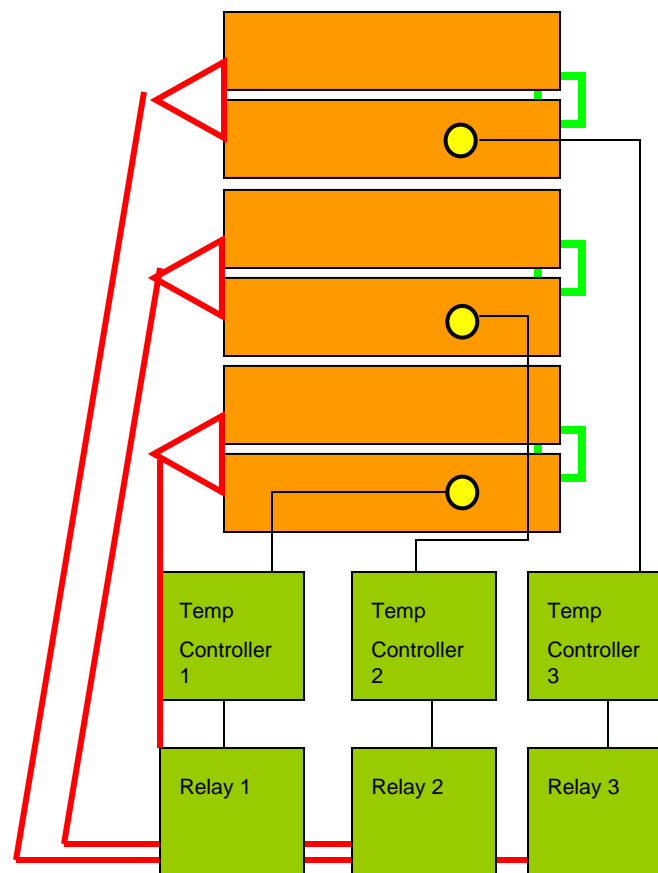 Temp
Controller
1
Temp
Controller
2
Temp
Controller
3
Relay 1
Relay 2
Relay 3